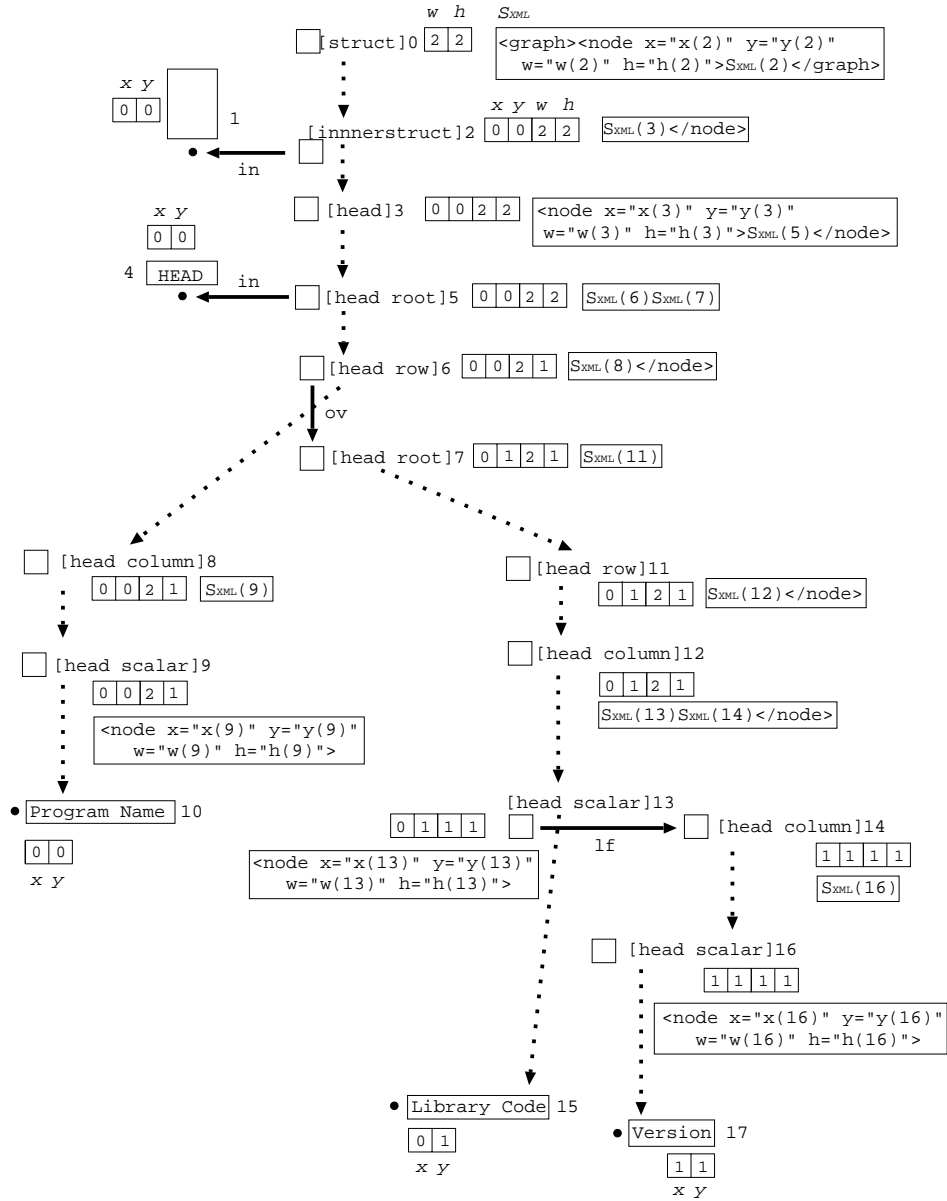 w h SXML
[struct]0 2 2 <graph><node x="x(2)" y="y(2)"
w="w(2)" h="h(2)">SXML(2)</graph>
x y
0 0
1
x y w h
[innnerstruct]2 0 0 2 2 SXML(3)</node>
in
[head]3 0 0 2 2 <node x="x(3)" y="y(3)"
w="w(3)" h="h(3)">SXML(5)</node>
x y
0 0
4 HEAD in
[head root]5 0 0 2 2 SXML(6)SXML(7)
[head row]6 0 0 2 1 SXML(8)</node>
ov
[head root]7 0 1 2 1 SXML(11)
[head column]8
0 0 2 1 SXML(9)
[head row]11
0 1 2 1 SXML(12)</node>
[head scalar]9
0 0 2 1
<node x="x(9)" y="y(9)"
w="w(9)" h="h(9)">
[head column]12
0 1 2 1
SXML(13)SXML(14)</node>
Program Name 10
0 0
x y
[head scalar]13
0 1 1 1
lf
<node x="x(13)" y="y(13)"
w="w(13)" h="h(13)">
[head column]14
1 1 1 1
SXML(16)
[head scalar]16
1 1 1 1
<node x="x(16)" y="y(16)"
w="w(16)" h="h(16)">
Library Code 15
0 1
x y
Version 17
1 1
x y